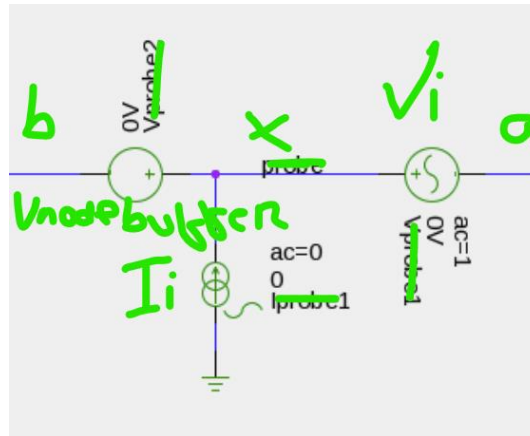 b
0V
Vprobe2
x
Vi
+
probe
+
Vnodebuffer
ac=1
0V
Vprobe1
Ii
ac=0
0
Iprobe1